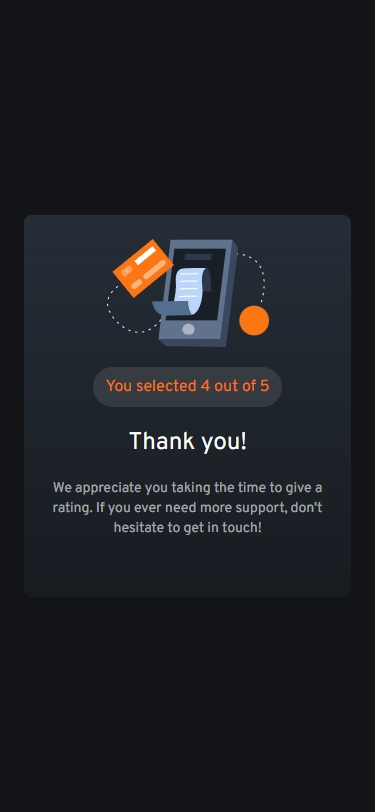 You selected 4 out of 5
Thank you!
We appreciate you taking the time to give a
rating. If you ever need more support, don't
hesitate to get in touch!